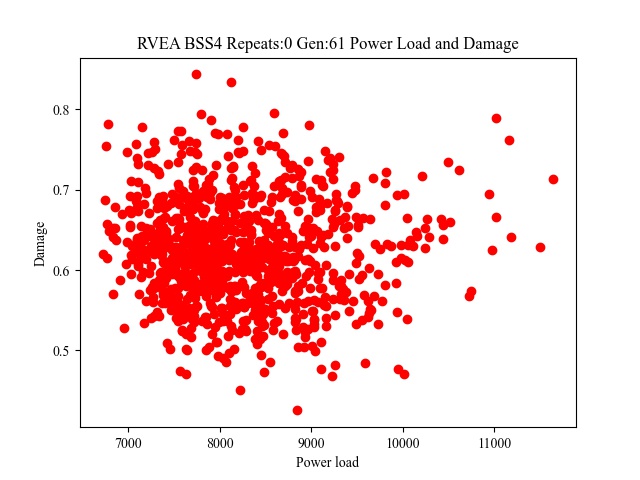 RVEA BSS4 Repeats:0 Gen:61 Power Load and Damage
0.8
0.7
0.6
0.5
Damage
7000 8000 9000 10000 11000
Power load